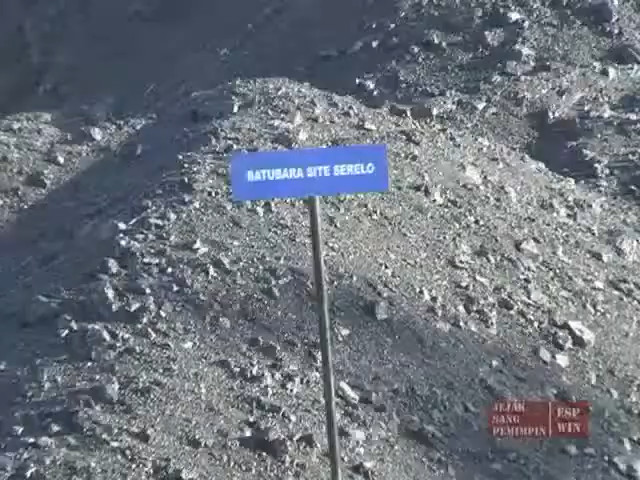 BATUBARA SITE SERELO
JEJAK
SANG
PEMIMPIN
ESP
WIN